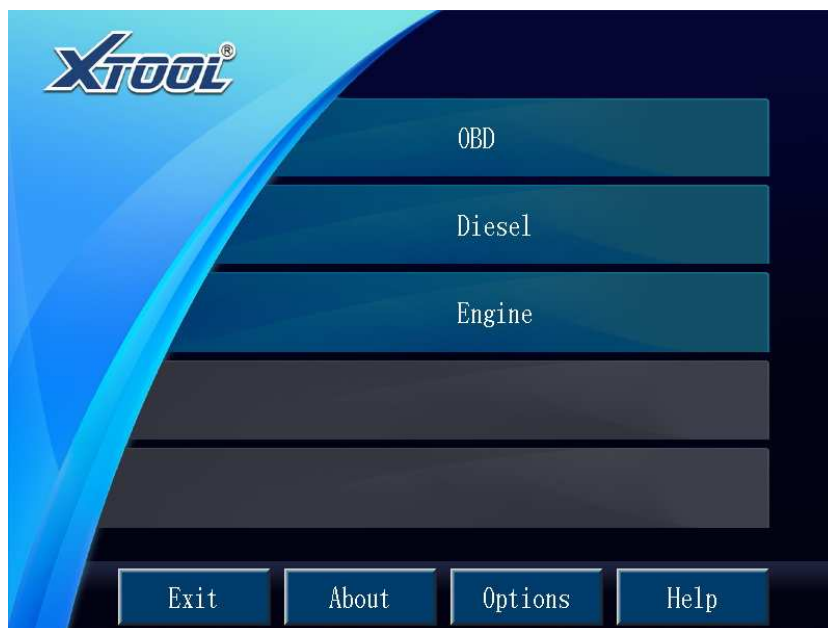 XTOOL®
OBD
Diesel
Engine
Exit
About
Options
Help